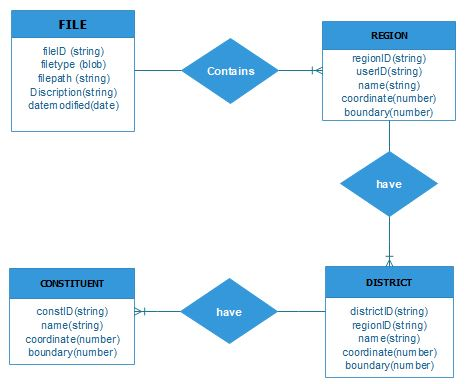 FILE
fileID (string)
filetype (blob)
filepath (string)
Discription(string)
datemodified(date)
Contains
REGION
regionID(string)
userID(string)
name(string)
coordinate(number)
boundary(number)
have
CONSTITUENT
constID(string)
name(string)
coordinate(number)
boundary(number)
have
DISTRICT
districtID(string)
regionID(string)
name(string)
coordinate(number)
boundary(number)